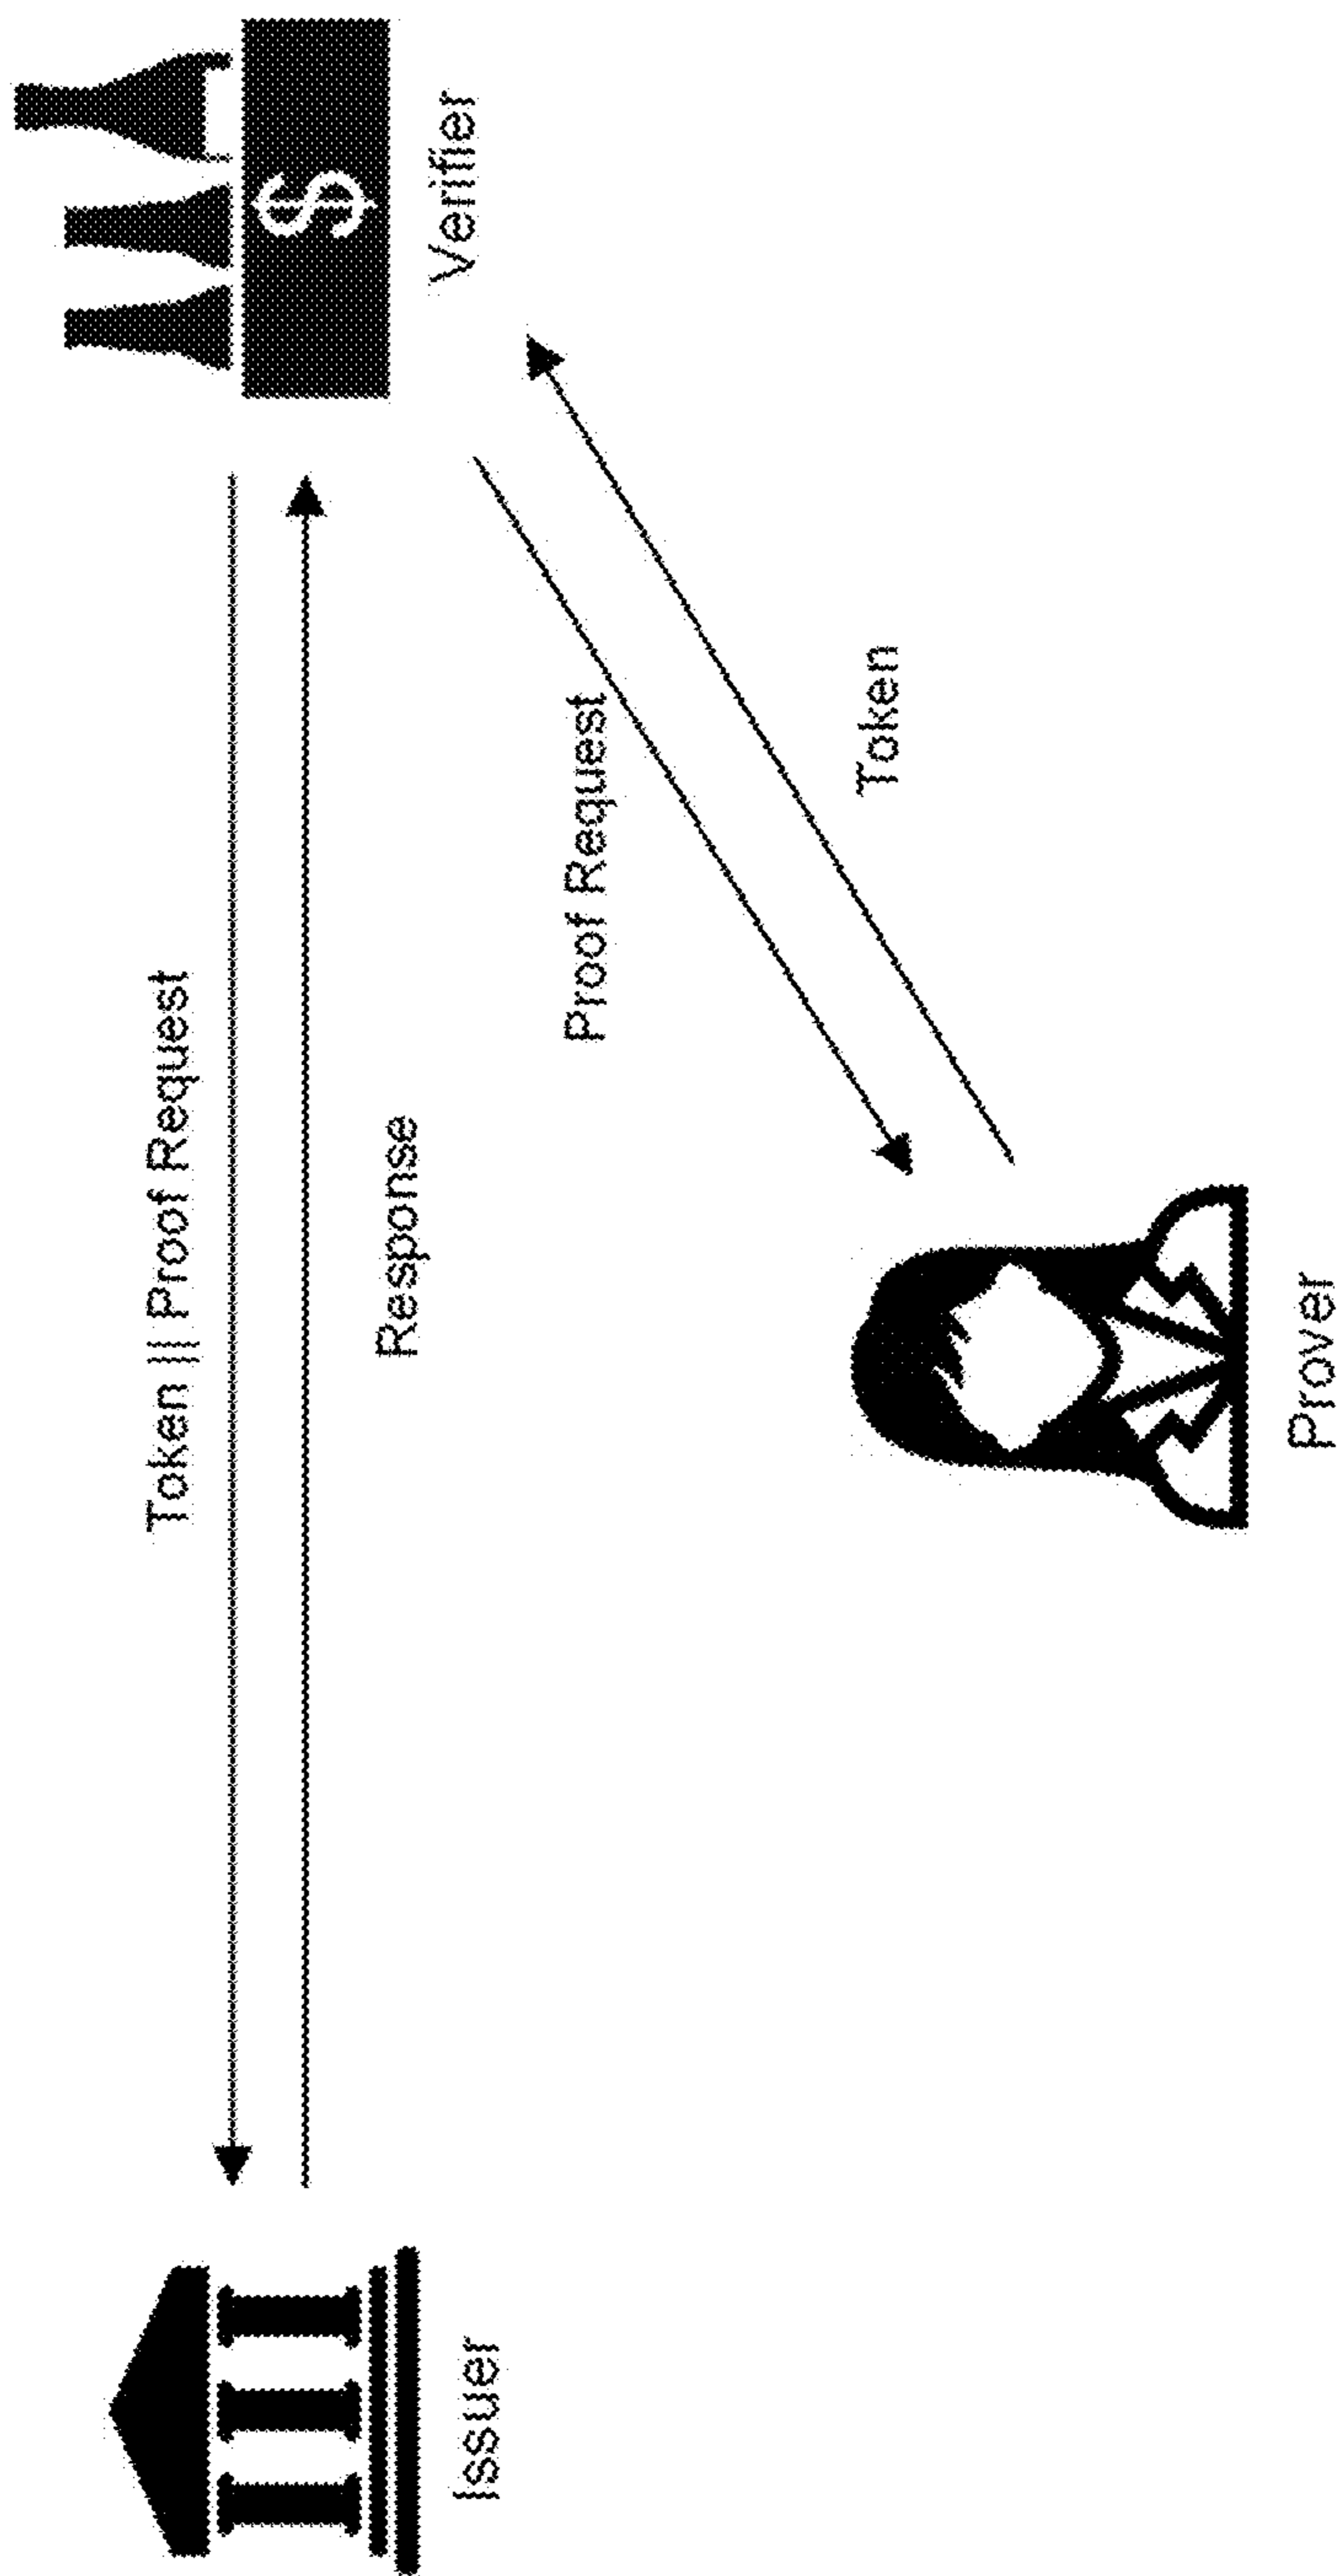 Token || Proof Request
Response
Issuer
$
Verifier
Proof Request
Token
Prover